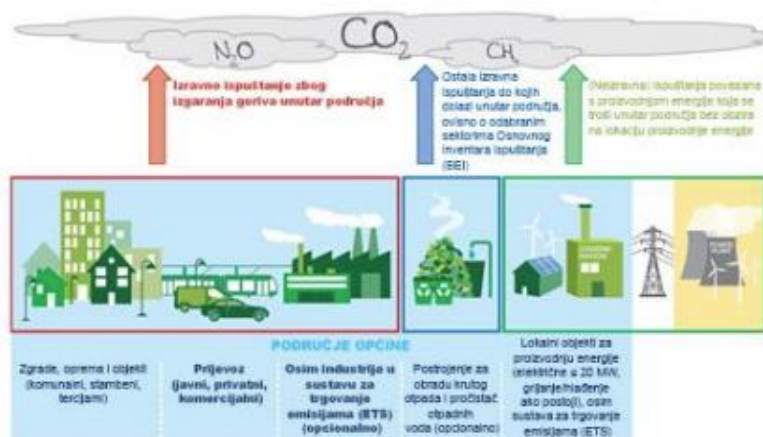 CO2
N2O
CH4
Izravno ispuštanje zbog
izgaranja goriva unutar područja
Ostala izravna
ispuštanja do kojih
dolazi unutar područja,
ovisno o odabranim
sektorima Osnovnog
inventara ispuštanja
(BEI)
(Neizravna) ispuštanja povezana
s proizvodnjom energije koja se
troši unutar područja bez obzira
na lokaciju proizvodnje energije
PODRUČJE OPĆINE
Zgrade, oprema i objekti
(komunalni, stambeni,
tercijarni)
Prijevoz
(javni, privatni,
komercijalni)
Osim industrija u
sustavu za
trgovanje
emisijama (ETS)
(opcionalno)
Postrojenje za
obradu krutog
otpada i pročistač
otpadnih
voda (opcionalno)
Lokalni objekti za
proizvodnju energije
(električne ≤ 20 MW,
grijanje/hlađenje
ako postoji), osim
sustava za trgovanje
emisijama (ETS)